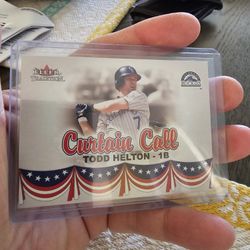 Fleer
TRADITION
Curtain Call
TODD HELTON - 1B